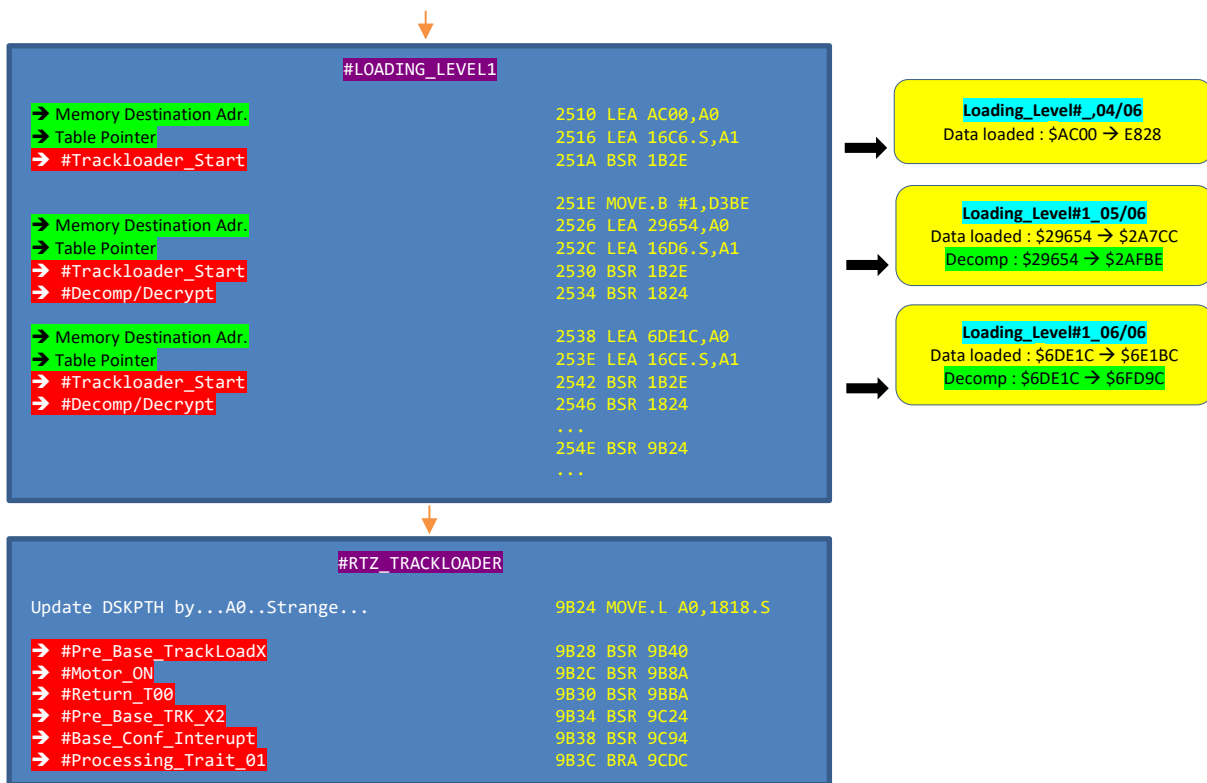 #LOADING_LEVEL1
➔ Memory Destination Adr. 2510 LEA AC00,A0
➔ Table Pointer 2516 LEA 16C6.S,A1
➔ #Trackloader_Start 251A BSR 1B2E
251E MOVE.B #1,D3BE
➔ Memory Destination Adr. 2526 LEA 29654,A0
➔ Table Pointer 252C LEA 16D6.S,A1
➔ #Trackloader_Start 2530 BSR 1B2E
➔ #Decomp/Decrypt 2534 BSR 1824
➔ Memory Destination Adr. 2538 LEA 6DE1C,A0
➔ Table Pointer 253E LEA 16CE.S,A1
➔ #Trackloader_Start 2542 BSR 1B2E
➔ #Decomp/Decrypt 2546 BSR 1824
...
254E BSR 9B24
...
Loading_Level#_,04/06
Data loaded : $AC00 → E828
Loading_Level#1_05/06
Data loaded : $29654 → $2A7CC
Decomp : $29654 → $2AFBE
Loading_Level#1_06/06
Data loaded : $6DE1C → $6E1BC
Decomp : $6DE1C → $6FD9C
#RTZ_TRACKLOADER
Update DSKPTH by...A0..Strange... 9B24 MOVE.L A0,1818.S
➔ #Pre_Base_TrackLoadX 9B28 BSR 9B40
➔ #Motor_ON 9B2C BSR 9B8A
➔ #Return_T00 9B30 BSR 9BBA
➔ #Pre_Base_TRK_X2 9B34 BSR 9C24
➔ #Base_Conf_Interupt 9B38 BSR 9C94
➔ #Processing_Trait_01 9B3C BRA 9CDC